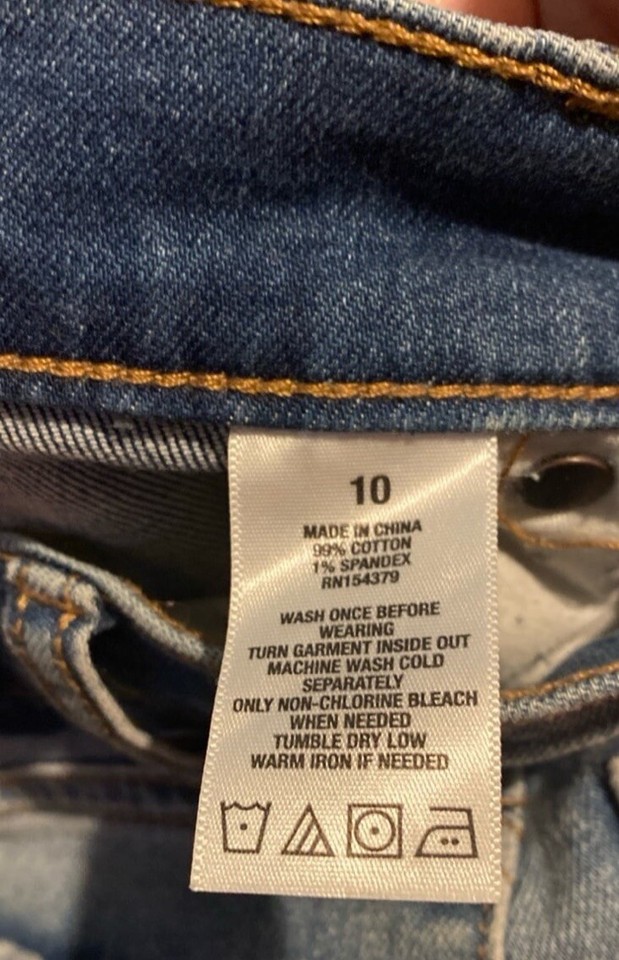 10
MADE IN CHINA
99% COTTON
1% SPANDEX
RN154379
WASH ONCE BEFORE
WEARING
TURN GARMENT INSIDE OUT
MACHINE WASH COLD
SEPARATELY
ONLY NON-CHLORINE BLEACH
WHEN NEEDED
TUMBLE DRY LOW
WARM IRON IF NEEDED